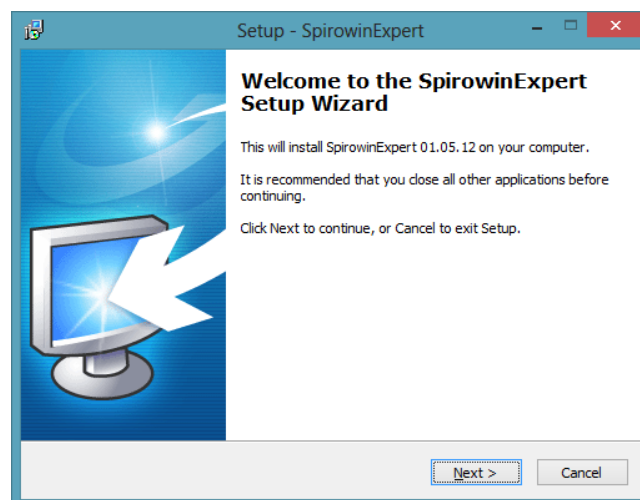 Setup - SpirowinExpert
Welcome to the SpirowinExpert
Setup Wizard
This will install SpirowinExpert 01.05.12 on your computer.
It is recommended that you close all other applications before
continuing.
Click Next to continue, or Cancel to exit Setup.
Next >
Cancel